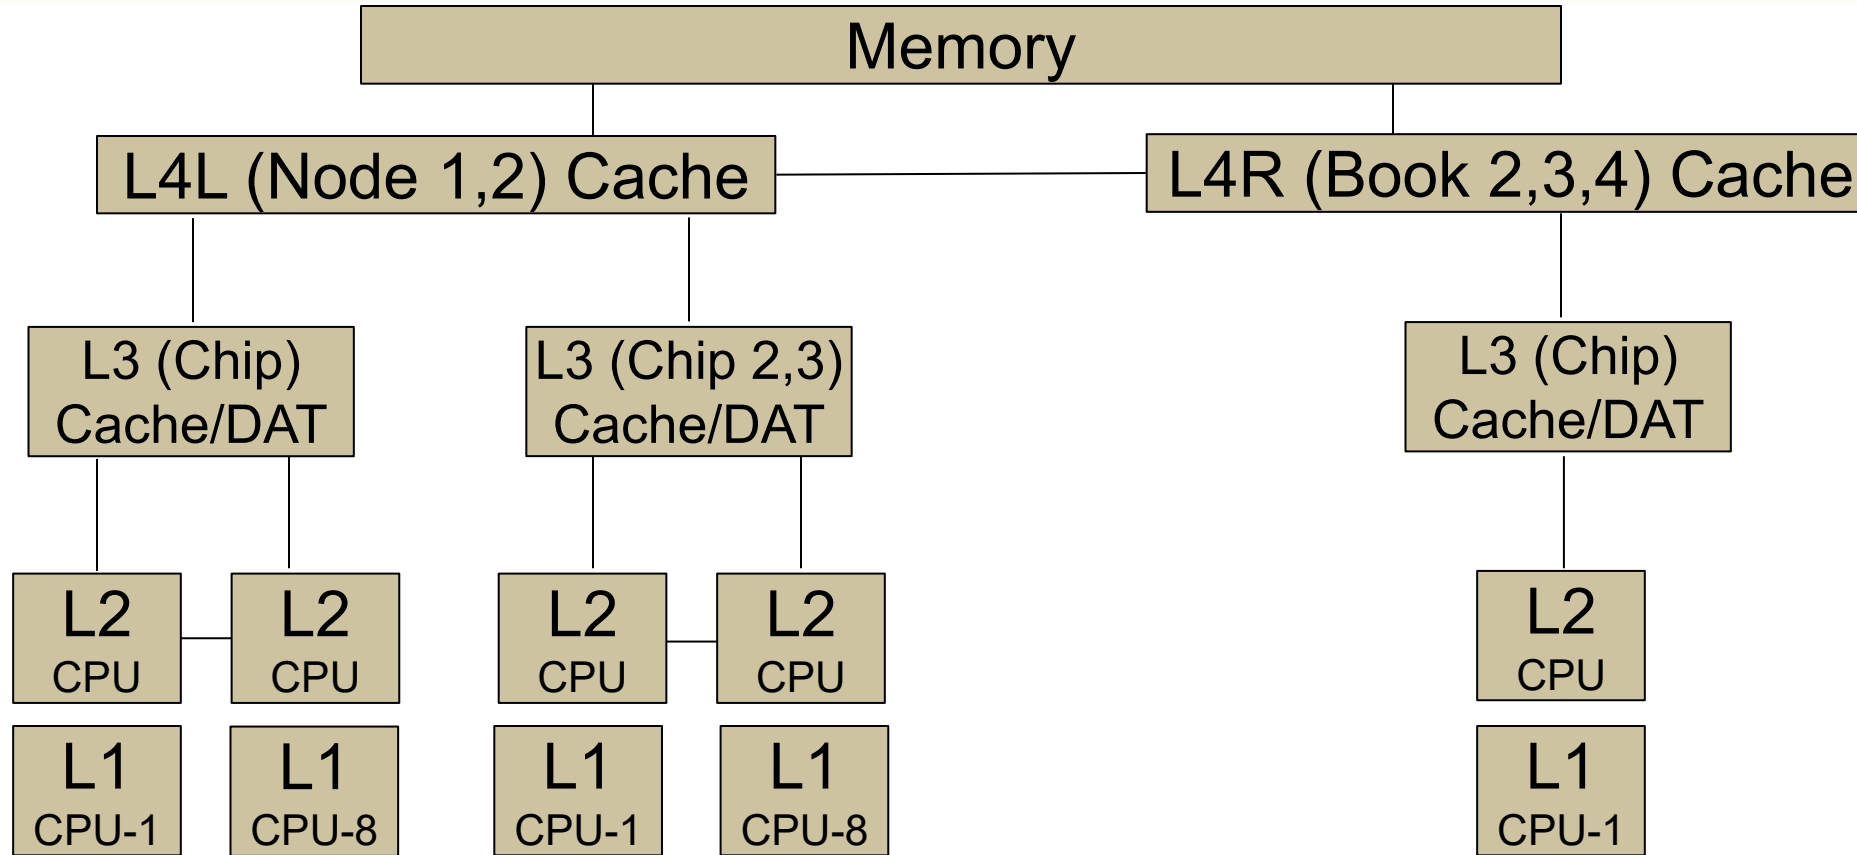 Memory
L4L (Node 1,2) Cache
L4R (Book 2,3,4) Cache
L3 (Chip)
Cache/DAT
L3 (Chip 2,3)
Cache/DAT
L3 (Chip)
Cache/DAT
L2
CPU
L2
CPU
L2
CPU
L2
CPU
L2
CPU
L1
CPU-1
L1
CPU-8
L1
CPU-1
L1
CPU-8
L1
CPU-1